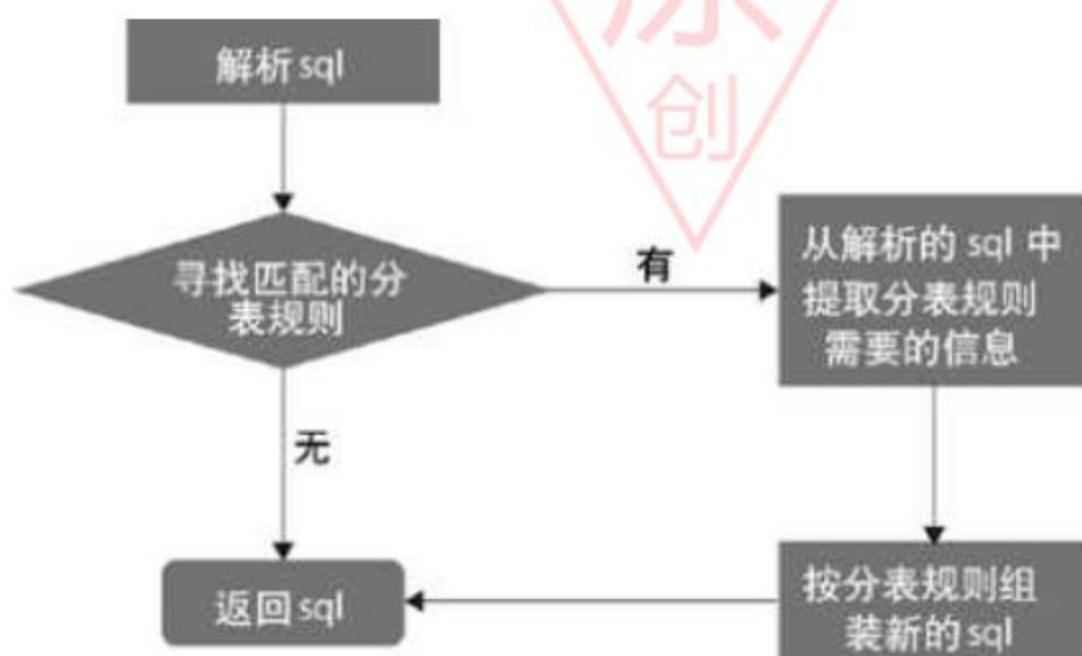 解析sql
创
寻找匹配的分
表规则
有
从解析的 sql 中
提取分表规则
需要的信息
无
返回sql
按分表规则组
装新的sql